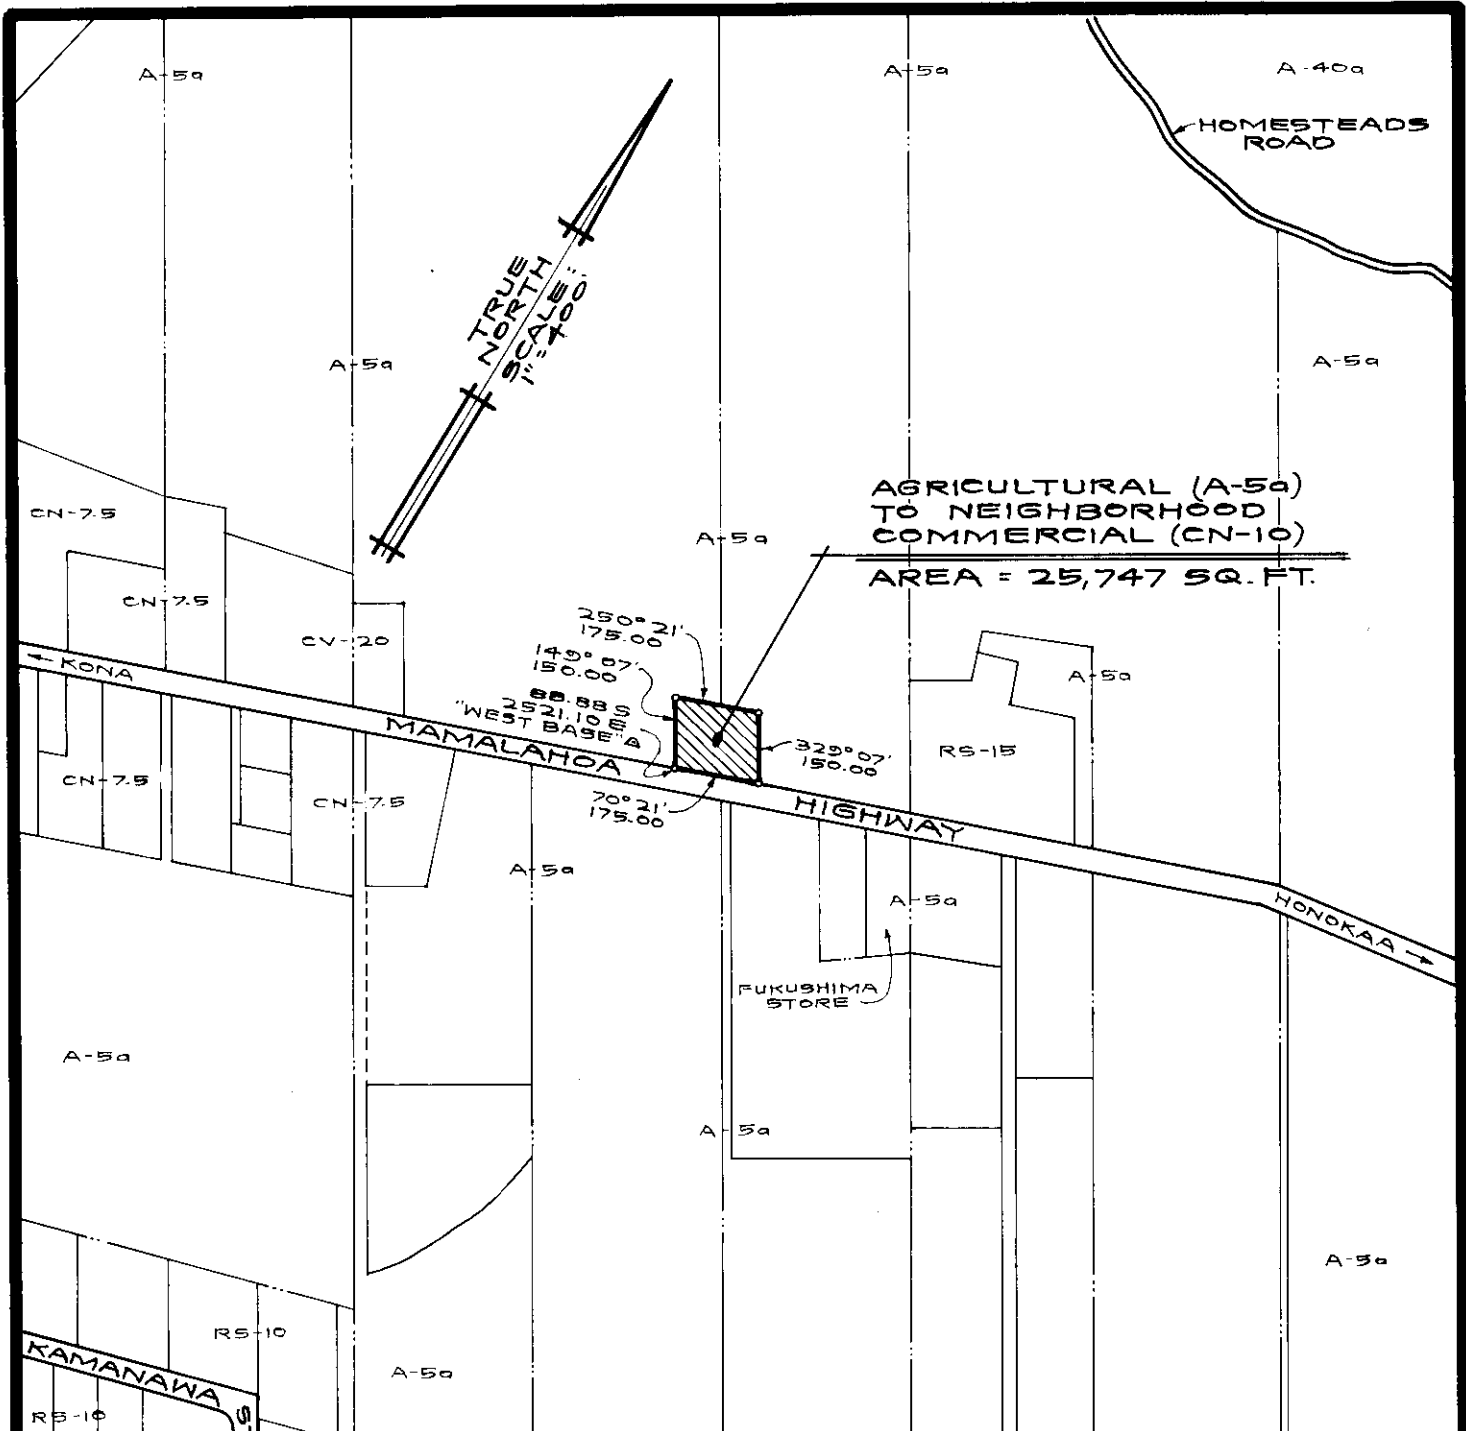 A-5a
A-5a
A-40a
HOMESTEADS
ROAD
TRUE
NORTH
SCALE:
1"=400'
A-5a
A-5a
CN-7.5
A-5a
AGRICULTURAL (A-5a)
TO NEIGHBORHOOD
COMMERCIAL (CN-10)
AREA = 25,747 SQ. FT.
CN-7.5
CV-20
250° 21'
175.00
149° 07'
150.00
88.88 S
2521.10 E
"WEST BASE" Δ
329° 07'
150.00
70° 21'
175.00
A-5a
RS-15
← KONA
MAMALAHOA
HIGHWAY
HONOKAA →
CN-7.5
CN-7.5
A-5a
A-5a
FUKUSHIMA
STORE
A-5a
A-5a
A-5a
RS-10
A-5a
KAMANAWA
RS-10